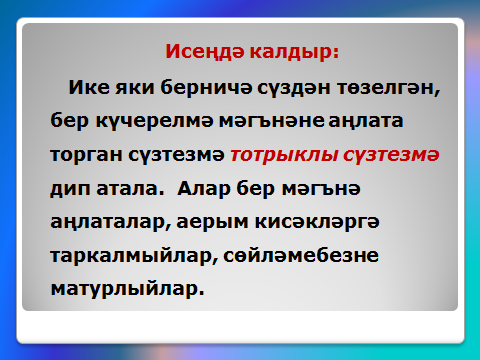 Исеңдә калдыр:
Ике яки берничә сүздән төзелгән,
бер күчерелмә мәгънәне аңлата
торган сүзтезмә тотрыклы сүзтезмә
дип атала. Алар бер мәгънә
аңлаталар, аерым кисәкләргә
таркалмыйлар, сөйләмебезне
матурлыйлар.